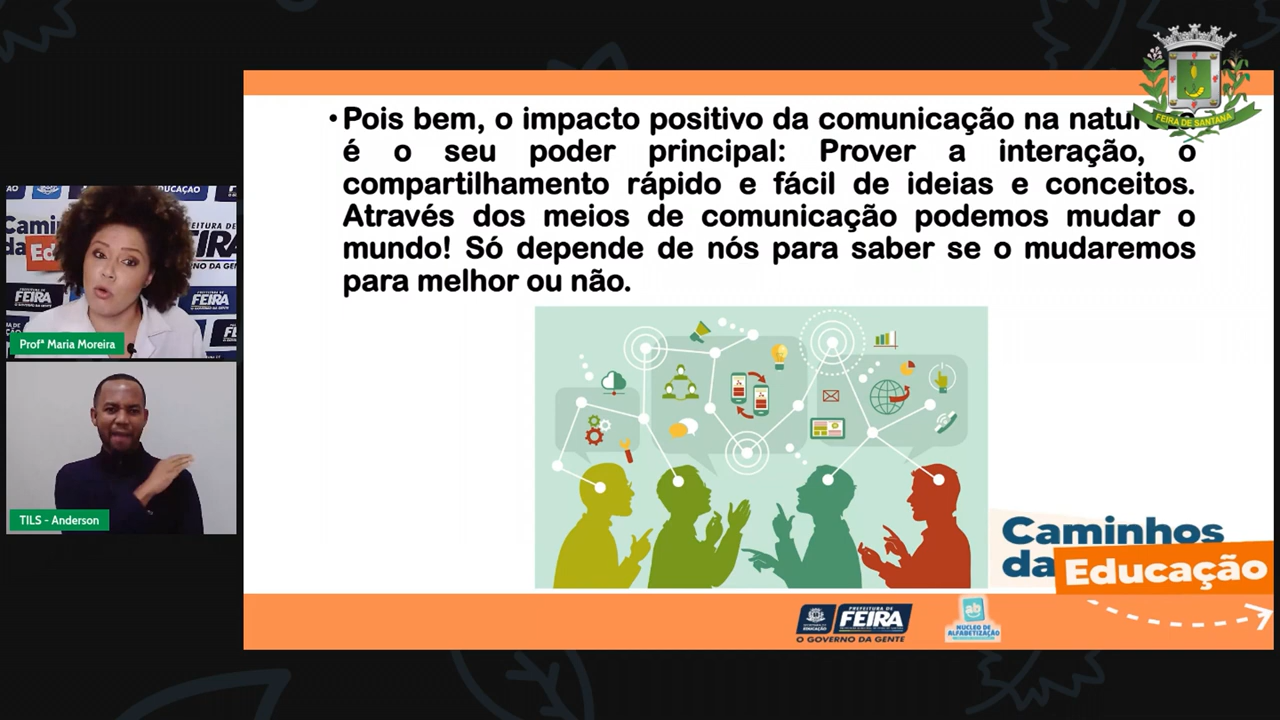 • Pois bem, o impacto positivo da comunicação na
é o seu poder principal: Prover a interação, o
compartilhamento rápido e fácil de ideias e conceitos.
Através dos meios de comunicação podemos mudar o
mundo! Só depende de nós para saber se o mudaremos
para melhor ou não.
FEIRA DE SANTANA
Profª Maria Moreira
TILS - Anderson
Caminhos
da Educação
PREFEITURA DE
FEIRA
O GOVERNO DA GENTE
EDUCAÇÃO
ab
NÚCLEO DE
ALFABETIZAÇÃO